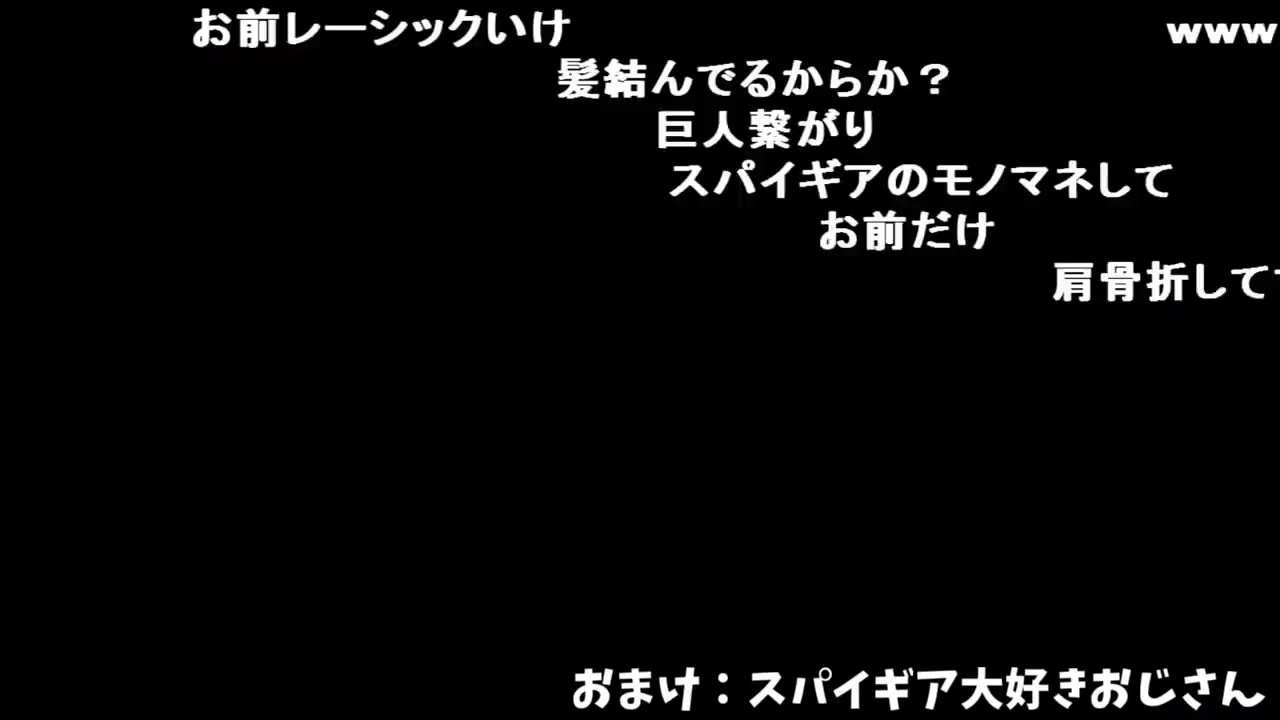 お前レーシックいけ
www
髪結んでるからか？
巨人繋がり
スパイギアのモノマネして
お前だけ
肩骨折して
おまけ：スパイギア大好きおじさん